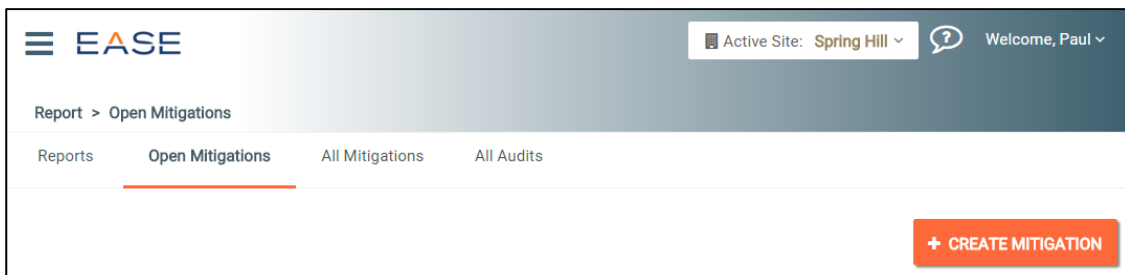 EASE
Active Site: Spring Hill
Welcome, Paul
Report > Open Mitigations
Reports Open Mitigations All Mitigations All Audits
+ CREATE MITIGATION